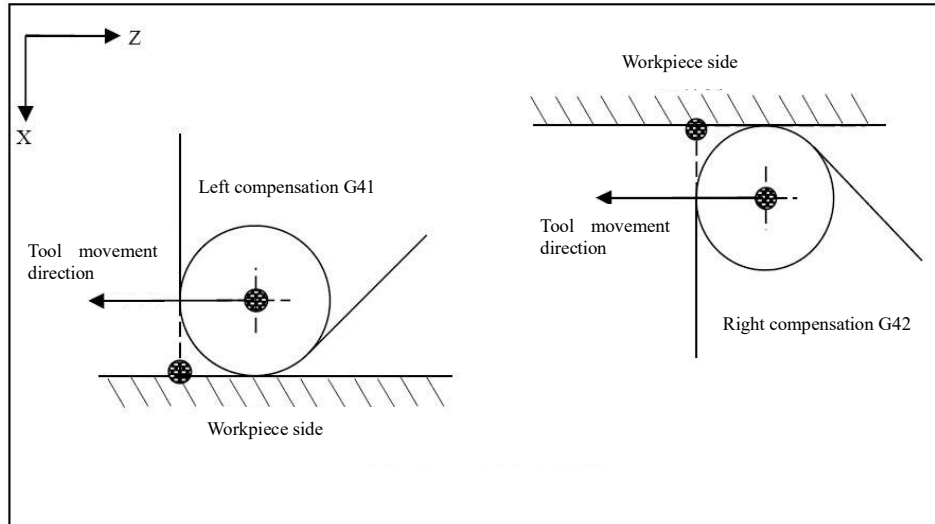 Z
X
Workpiece side
Left compensation G41
Tool movement
direction
Tool movement
direction
Right compensation G42
Workpiece side